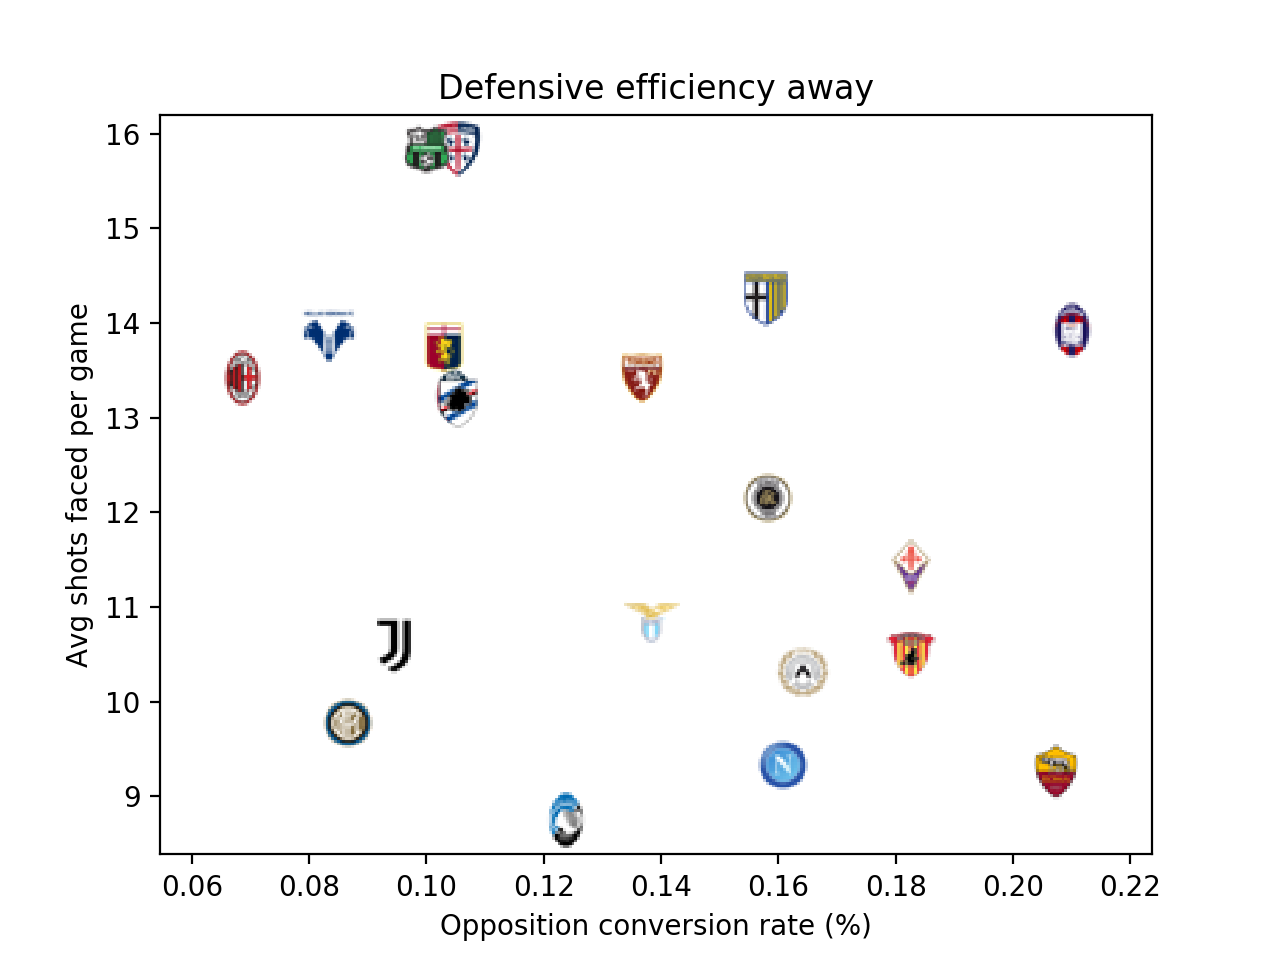 Defensive efficiency away
16
15
14
13
12
11
10
9
Avg shots faced per game
0.06 0.08 0.10 0.12 0.14 0.16 0.18 0.20 0.22
Opposition conversion rate (%)
N